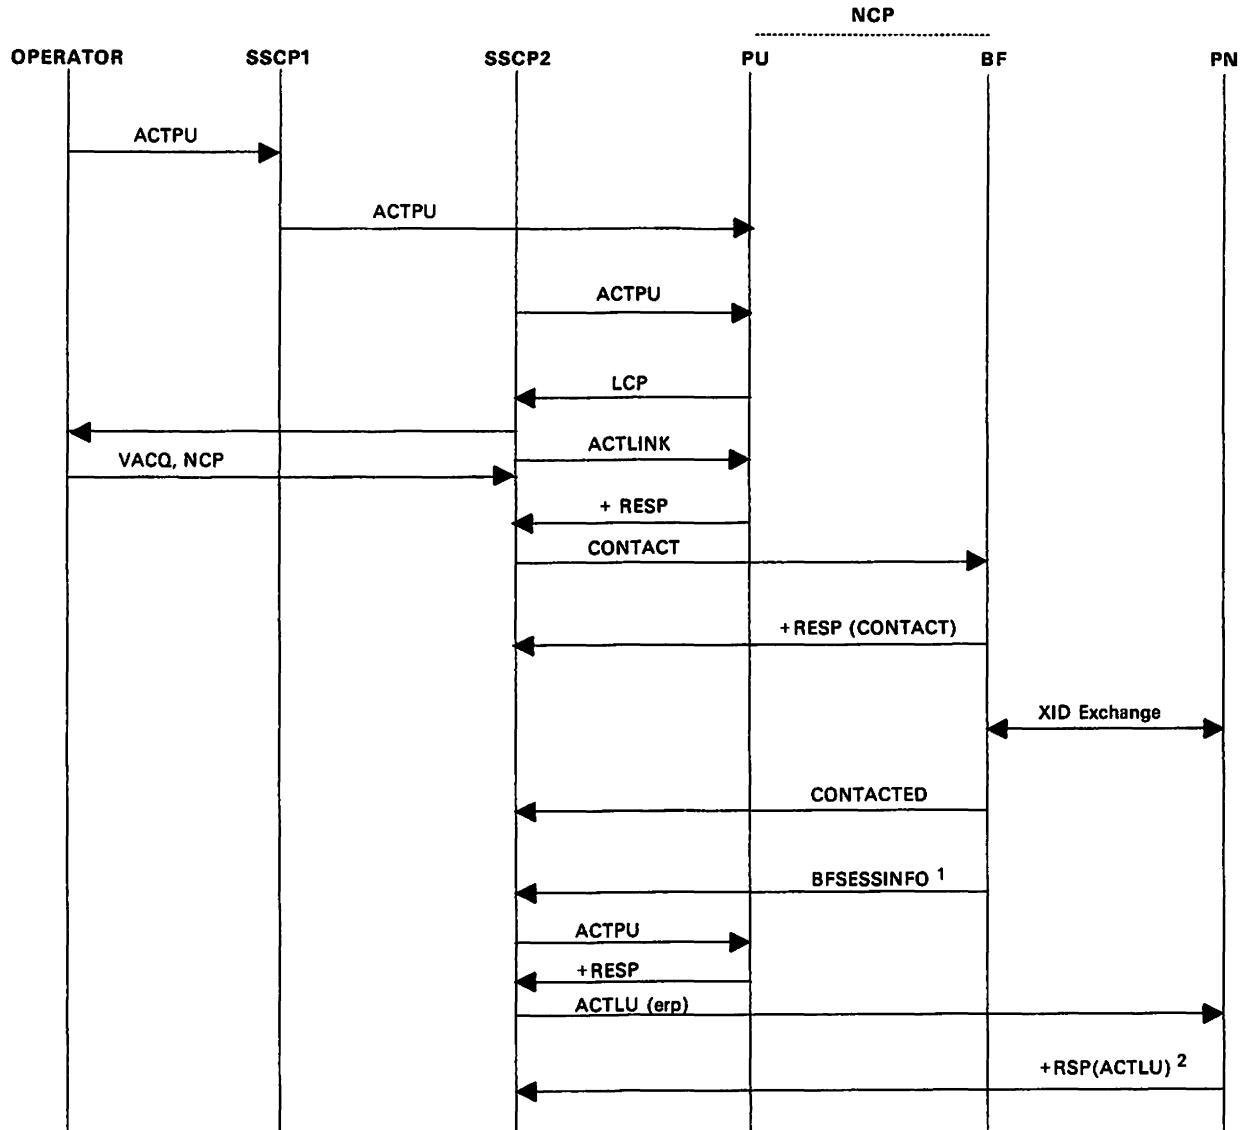 NCP
OPERATOR SSCP1 SSCP2 PU BF PN
ACTPU
ACTPU
ACTPU
LCP
ACTLINK
VACQ, NCP
+ RESP
CONTACT
+RESP (CONTACT)
XID Exchange
CONTACTED
BFSESSINFO 1
ACTPU
+RESP
ACTLU (erp)
+RSP(ACTLU) 2